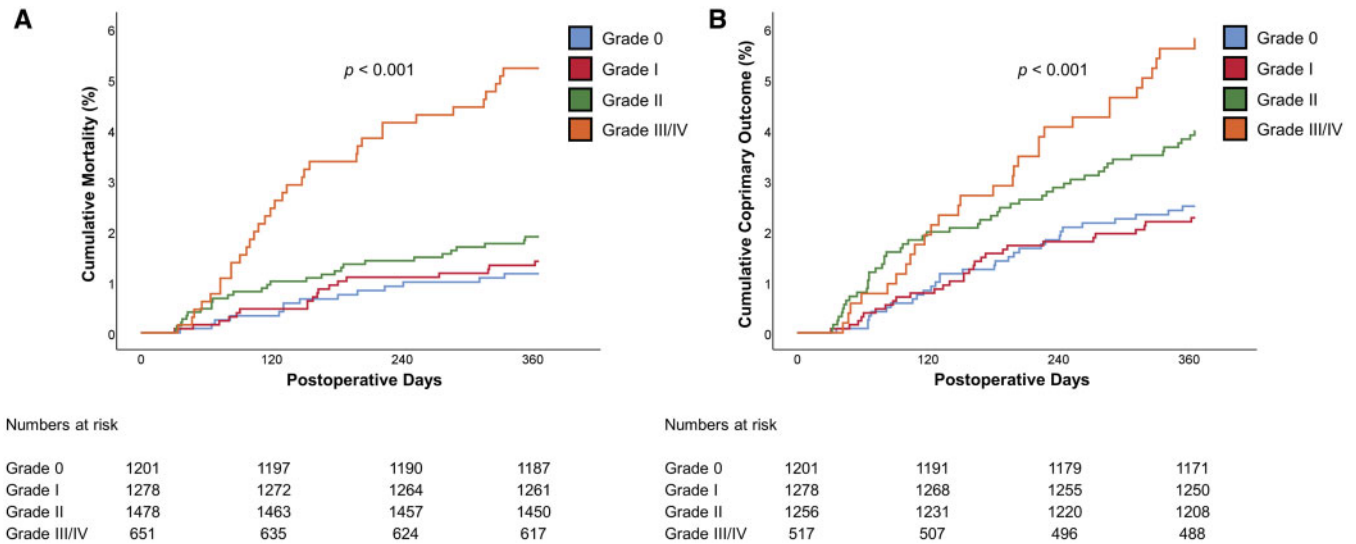 A
Cumulative Mortality (%)
6
5
4
3
2
1
0
p < 0.001
Grade 0
Grade I
Grade II
Grade III/IV
0 120 240 360
Postoperative Days
Numbers at risk
Grade 0 1201 1197 1190 1187
Grade I 1278 1272 1264 1261
Grade II 1478 1463 1457 1450
Grade III/IV 651 635 624 617
B
Cumulative Coprimary Outcome (%)
6
5
4
3
2
1
0
p < 0.001
Grade 0
Grade I
Grade II
Grade III/IV
0 120 240 360
Postoperative Days
Numbers at risk
Grade 0 1201 1191 1179 1171
Grade I 1278 1268 1255 1250
Grade II 1256 1231 1220 1208
Grade III/IV 517 507 496 488